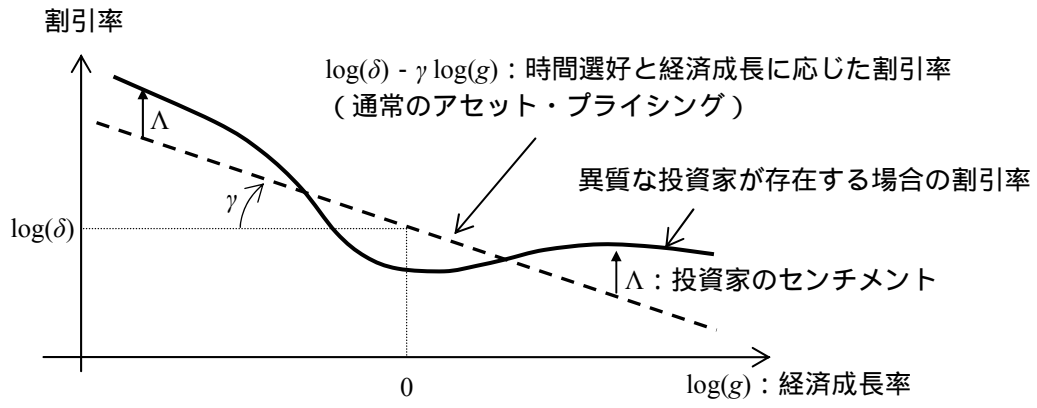 割引率
log(δ) - γ log(g)：時間選好と経済成長に応じた割引率
（通常のアセット・プライシング）
Λ
異質な投資家が存在する場合の割引率
γ
log(δ)
Λ：投資家のセンチメント
0
log(g)：経済成長率